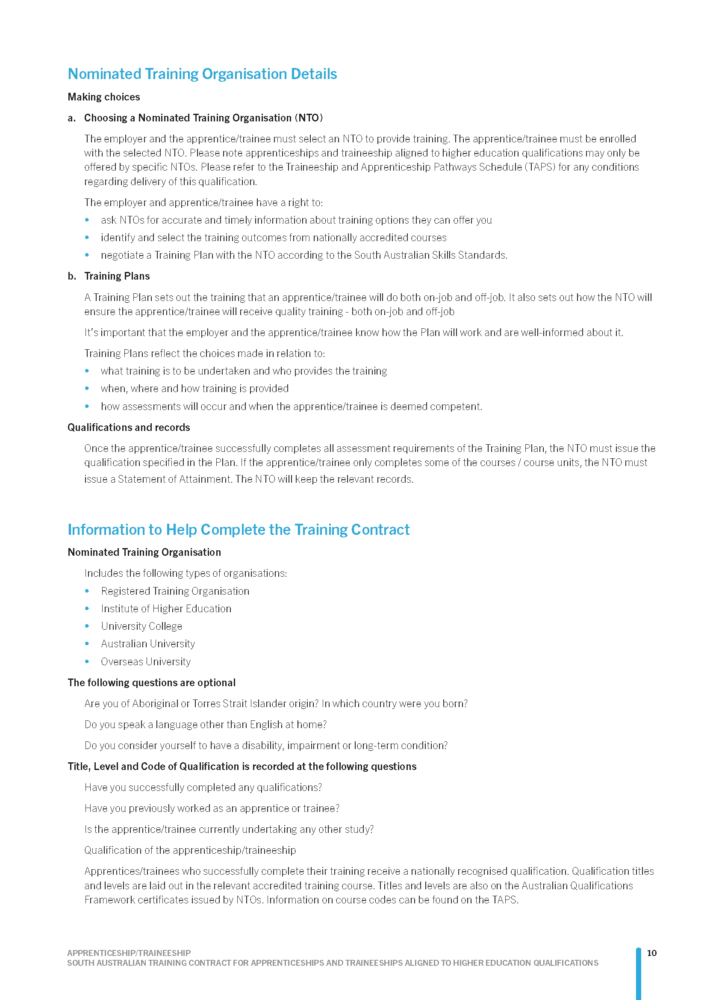 Nominated Training Organisation Details
Making choices
a. Choosing a Nominated Training Organisation (NTO)
The employer and the apprentice/trainee must select an NTO to provide training. The apprentice/trainee must be enrolled
with the selected NTO. Please note apprenticeships and traineeship aligned to higher education qualifications may only be
offered by specific NTOs. Please refer to the Traineeship and Apprenticeship Pathways Schedule (TAPS) for any conditions
regarding delivery of this qualification.
The employer and apprentice/trainee have a right to:
• ask NTOs for accurate and timely information about training options they can offer you
• identify and select the training outcomes from nationally accredited courses
• negotiate a Training Plan with the NTO according to the South Australian Skills Standards.
b. Training Plans
A Training Plan sets out the training that an apprentice/trainee will do both on-job and off-job. It also sets out how the NTO will
ensure the apprentice/trainee will receive quality training - both on-job and off-job
It’s important that the employer and the apprentice/trainee know how the Plan will work and are well-informed about it.
Training Plans reflect the choices made in relation to:
• what training is to be undertaken and who provides the training
• when, where and how training is provided
• how assessments will occur and when the apprentice/trainee is deemed competent.
Qualifications and records
Once the apprentice/trainee successfully completes all assessment requirements of the Training Plan, the NTO must issue the
qualification specified in the Plan. If the apprentice/trainee only completes some of the courses / course units, the NTO must
issue a Statement of Attainment. The NTO will keep the relevant records.
Information to Help Complete the Training Contract
Nominated Training Organisation
Includes the following types of organisations:
• Registered Training Organisation
• Institute of Higher Education
• University College
• Australian University
• Overseas University
The following questions are optional
Are you of Aboriginal or Torres Strait Islander origin? In which country were you born?
Do you speak a language other than English at home?
Do you consider yourself to have a disability, impairment or long-term condition?
Title, Level and Code of Qualification is recorded at the following questions
Have you successfully completed any qualifications?
Have you previously worked as an apprentice or trainee?
Is the apprentice/trainee currently undertaking any other study?
Qualification of the apprenticeship/traineeship
Apprentices/trainees who successfully complete their training receive a nationally recognised qualification. Qualification titles
and levels are laid out in the relevant accredited training course. Titles and levels are also on the Australian Qualifications
Framework certificates issued by NTOs. Information on course codes can be found on the TAPS.
APPRENTICESHIP/TRAINEESHIP
SOUTH AUSTRALIAN TRAINING CONTRACT FOR APPRENTICESHIPS AND TRAINEESHIPS ALIGNED TO HIGHER EDUCATION QUALIFICATIONS
10